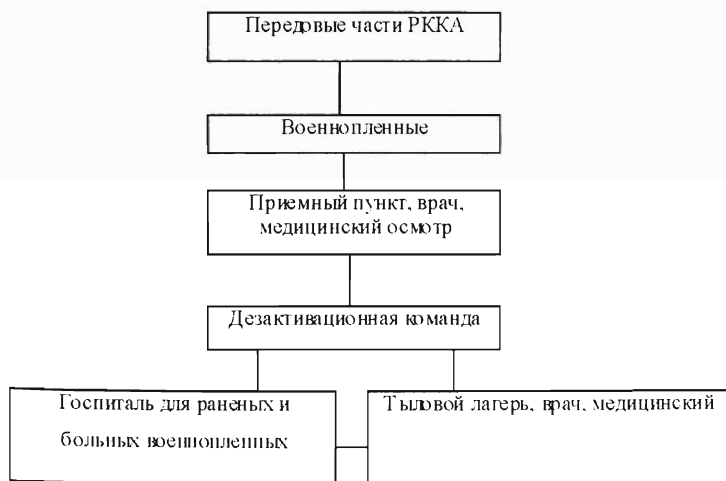 Передовые части РККА
Военнопленные
Приемный пункт, врач,
медицинский осмотр
Дезактивационная команда
Госпиталь для раненых и
больных военнопленных
Тыловой лагерь, врач, медицинский